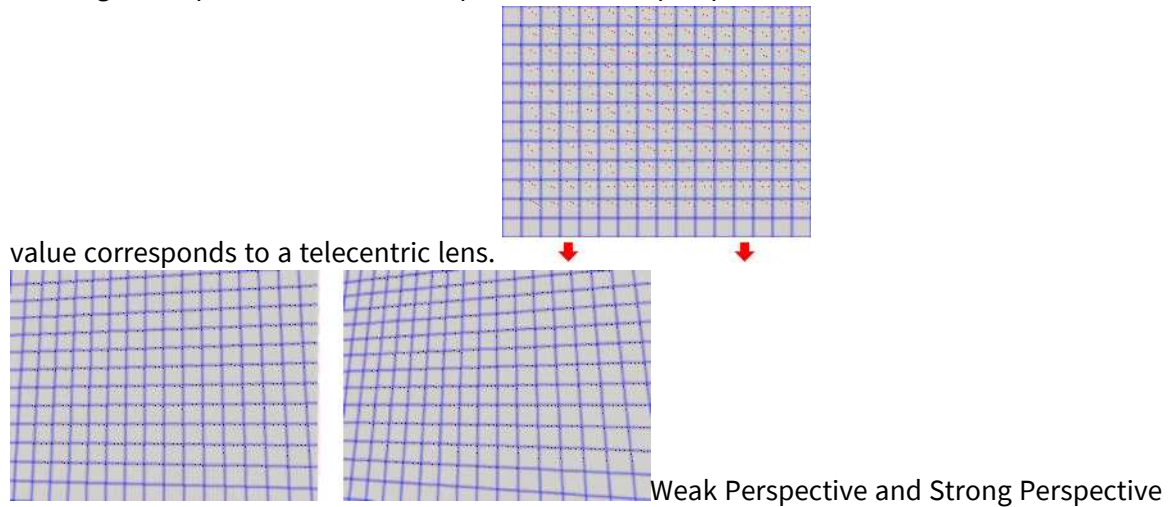 value corresponds to a telecentric lens.
Weak Perspective and Strong Perspective